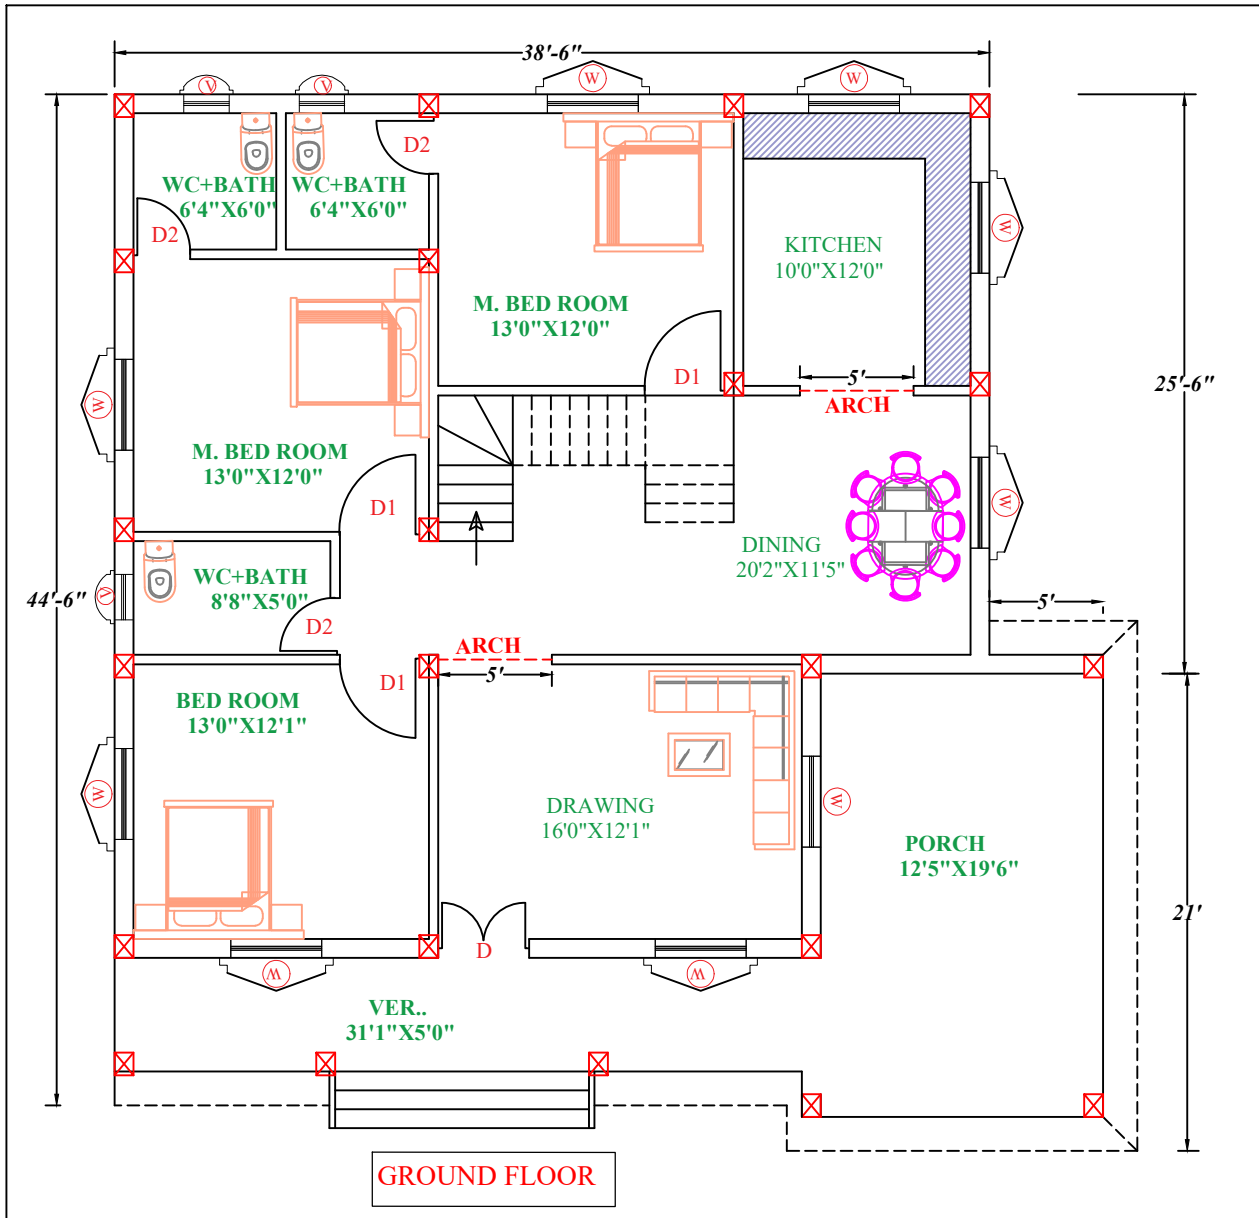 38'-6"
V
V
W
W
D2
WC+BATH
6'4"X6'0"
WC+BATH
6'4"X6'0"
D2
KITCHEN
10'0"X12'0"
W
M. BED ROOM
13'0"X12'0"
D1
5'
ARCH
25'-6"
W
M. BED ROOM
13'0"X12'0"
D1
W
DINING
20'2"X11'5"
WC+BATH
8'8"X5'0"
V
44'-6"
D2
5'
ARCH
5'
D1
BED ROOM
13'0"X12'1"
W
DRAWING
16'0"X12'1"
W
PORCH
12'5"X19'6"
21'
D
W
W
VER..
31'1"X5'0"
GROUND FLOOR